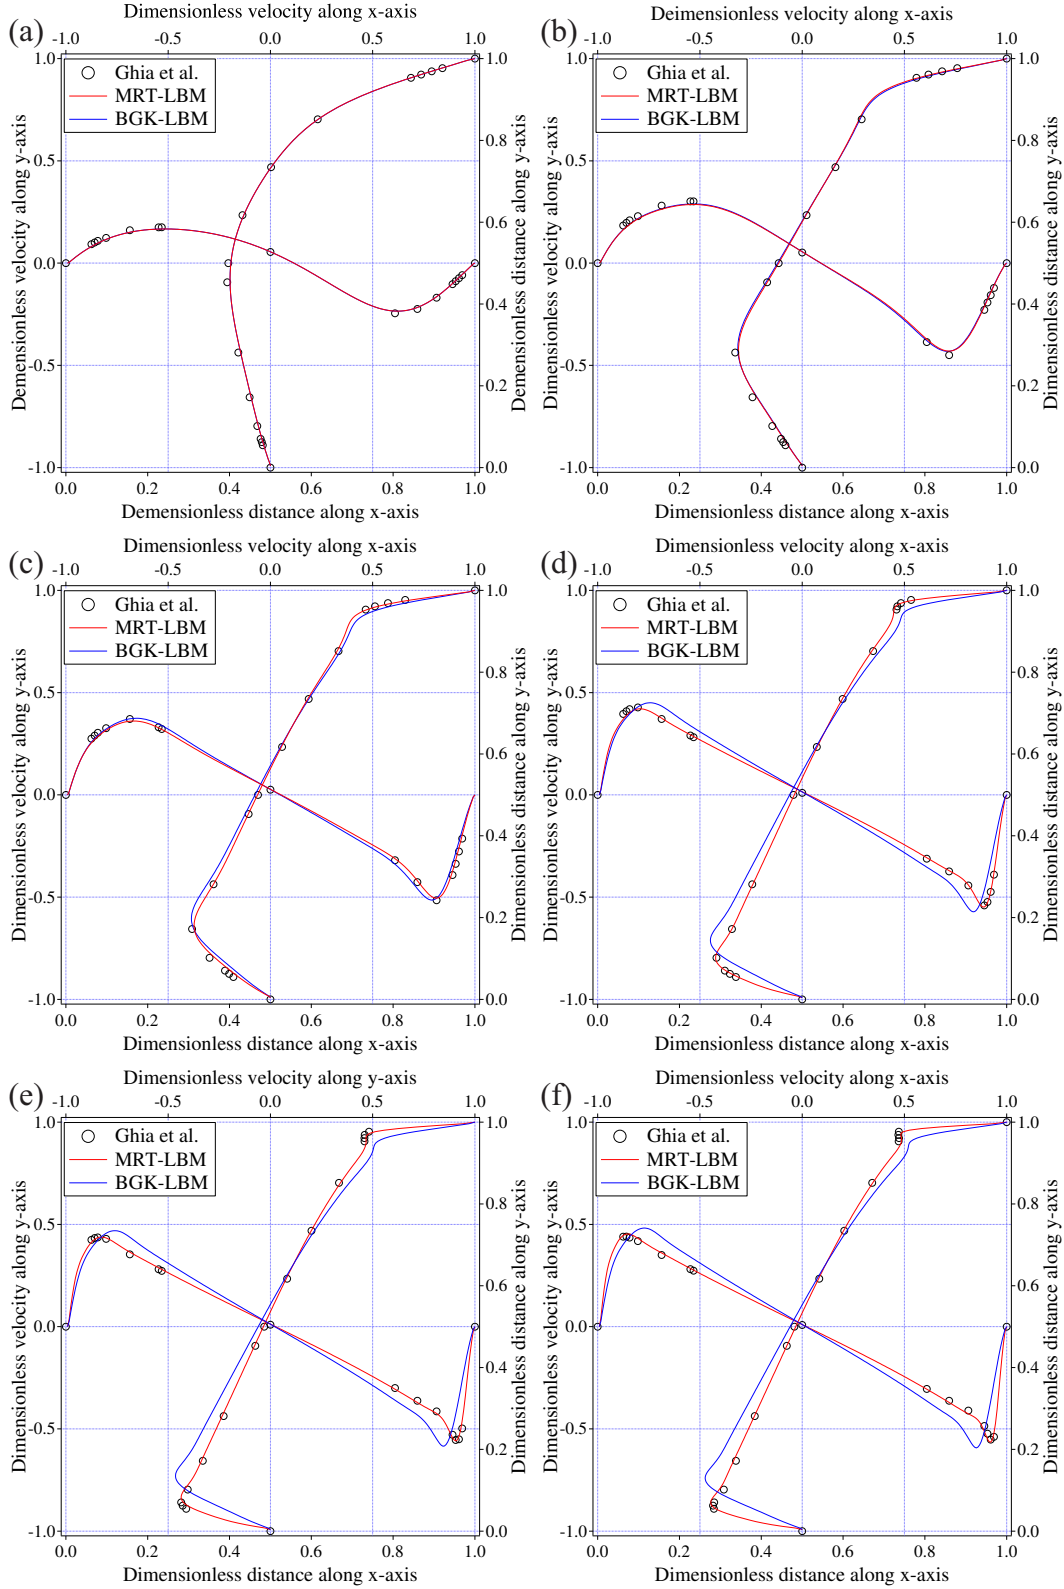 (a)
Dimensionless velocity along x-axis
-1.0 -0.5 0.0 0.5 1.0
Ghia et al.
MRT-LBM
BGK-LBM
1.0
0.5
0.0
-0.5
-1.0
Demensionless velocity along y-axis
1.0
0.8
0.6
0.4
0.2
0.0
Demensionless distance along y-axis
0.0 0.2 0.4 0.6 0.8 1.0
Demensionless distance along x-axis
(b)
Deimensionless velocity along x-axis
-1.0 -0.5 0.0 0.5 1.0
Ghia et al.
MRT-LBM
BGK-LBM
1.0
0.5
0.0
-0.5
-1.0
Dimensionless velocity along y-axis
1.0
0.8
0.6
0.4
0.2
0.0
Dimensionless distance along y-axis
0.0 0.2 0.4 0.6 0.8 1.0
Dimensionless distance along x-axis
(c)
Dimensionless velocity along x-axis
-1.0 -0.5 0.0 0.5 1.0
Ghia et al.
MRT-LBM
BGK-LBM
1.0
0.5
0.0
-0.5
-1.0
Dimensionless velocity along y-axis
1.0
0.8
0.6
0.4
0.2
0.0
Dimensionless distance along y-axis
0.0 0.2 0.4 0.6 0.8 1.0
Dimensionless distance along x-axis
(d)
Dimensionless velocity along x-axis
-1.0 -0.5 0.0 0.5 1.0
Ghia et al.
MRT-LBM
BGK-LBM
1.0
0.5
0.0
-0.5
-1.0
Dimensionless velocity along y-axis
1.0
0.8
0.6
0.4
0.2
0.0
Dimensionless distance along y-axis
0.0 0.2 0.4 0.6 0.8 1.0
Dimensionless distance along x-axis
(e)
Dimensionless velocity along y-axis
-1.0 -0.5 0.0 0.5 1.0
Ghia et al.
MRT-LBM
BGK-LBM
1.0
0.5
0.0
-0.5
-1.0
Dimensionless velocity along y-axis
1.0
0.8
0.6
0.4
0.2
0.0
Dimensionless distance along y-axis
0.0 0.2 0.4 0.6 0.8 1.0
Dimensionless distance along x-axis
(f)
Dimensionless velocity along x-axis
-1.0 -0.5 0.0 0.5 1.0
Ghia et al.
MRT-LBM
BGK-LBM
1.0
0.5
0.0
-0.5
-1.0
Dimensionless velocity along y-axis
1.0
0.8
0.6
0.4
0.2
0.0
Dimensionless distance along y-axis
0.0 0.2 0.4 0.6 0.8 1.0
Dimensionless distance along x-axis